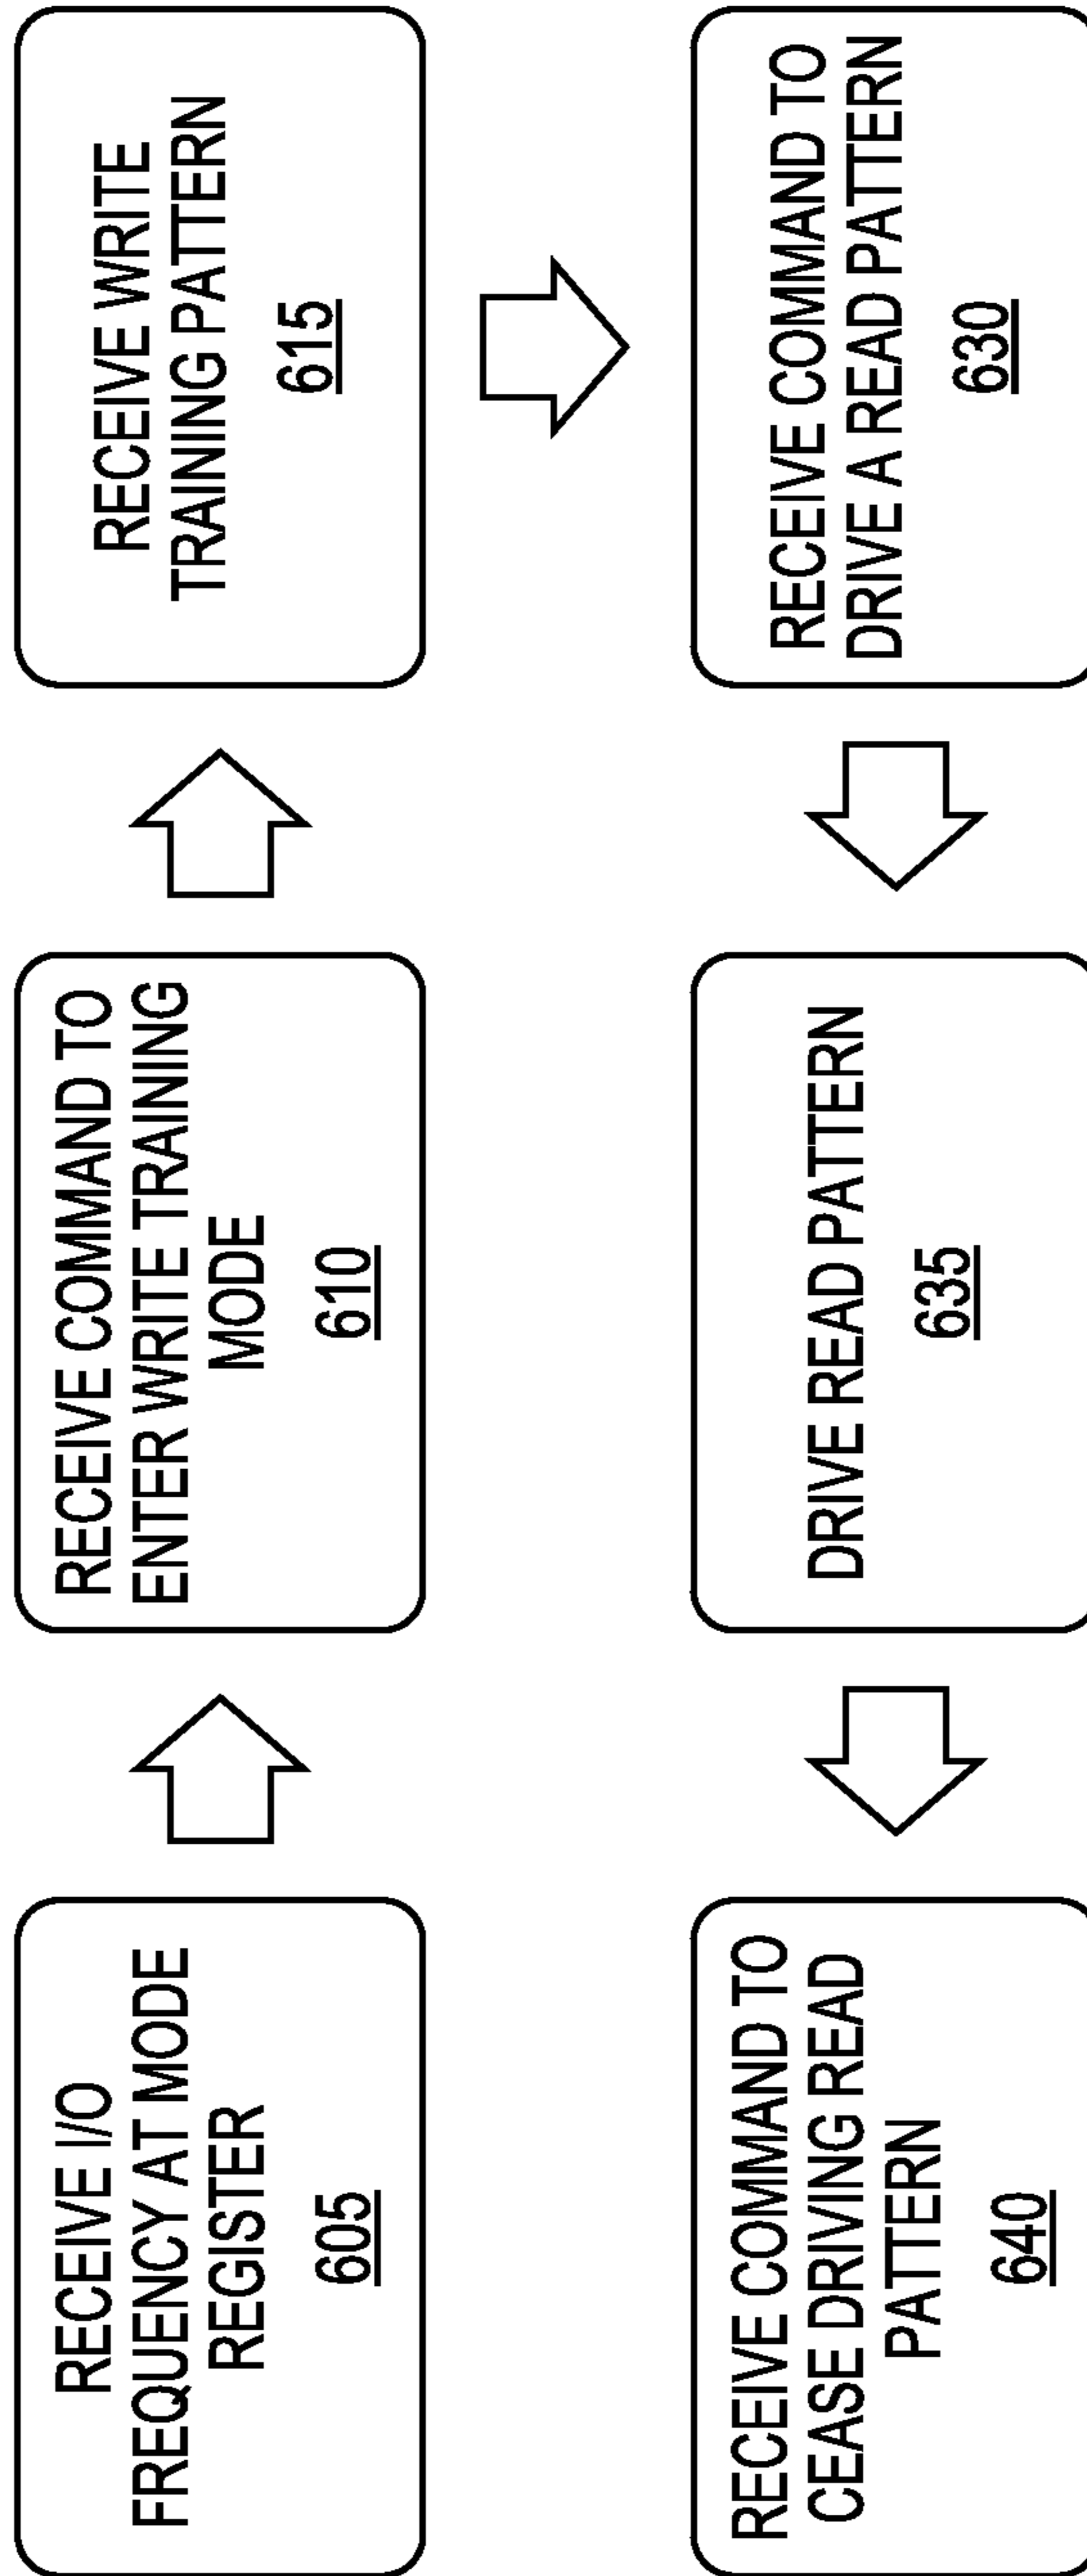 RECEIVE I/O
FREQUENCY AT MODE
REGISTER
605
RECEIVE COMMAND TO
ENTER WRITE TRAINING
MODE
610
RECEIVE WRITE
TRAINING PATTERN
615
RECEIVE COMMAND TO
DRIVE A READ PATTERN
630
DRIVE READ PATTERN
635
RECEIVE COMMAND TO
CEASE DRIVING READ
PATTERN
640